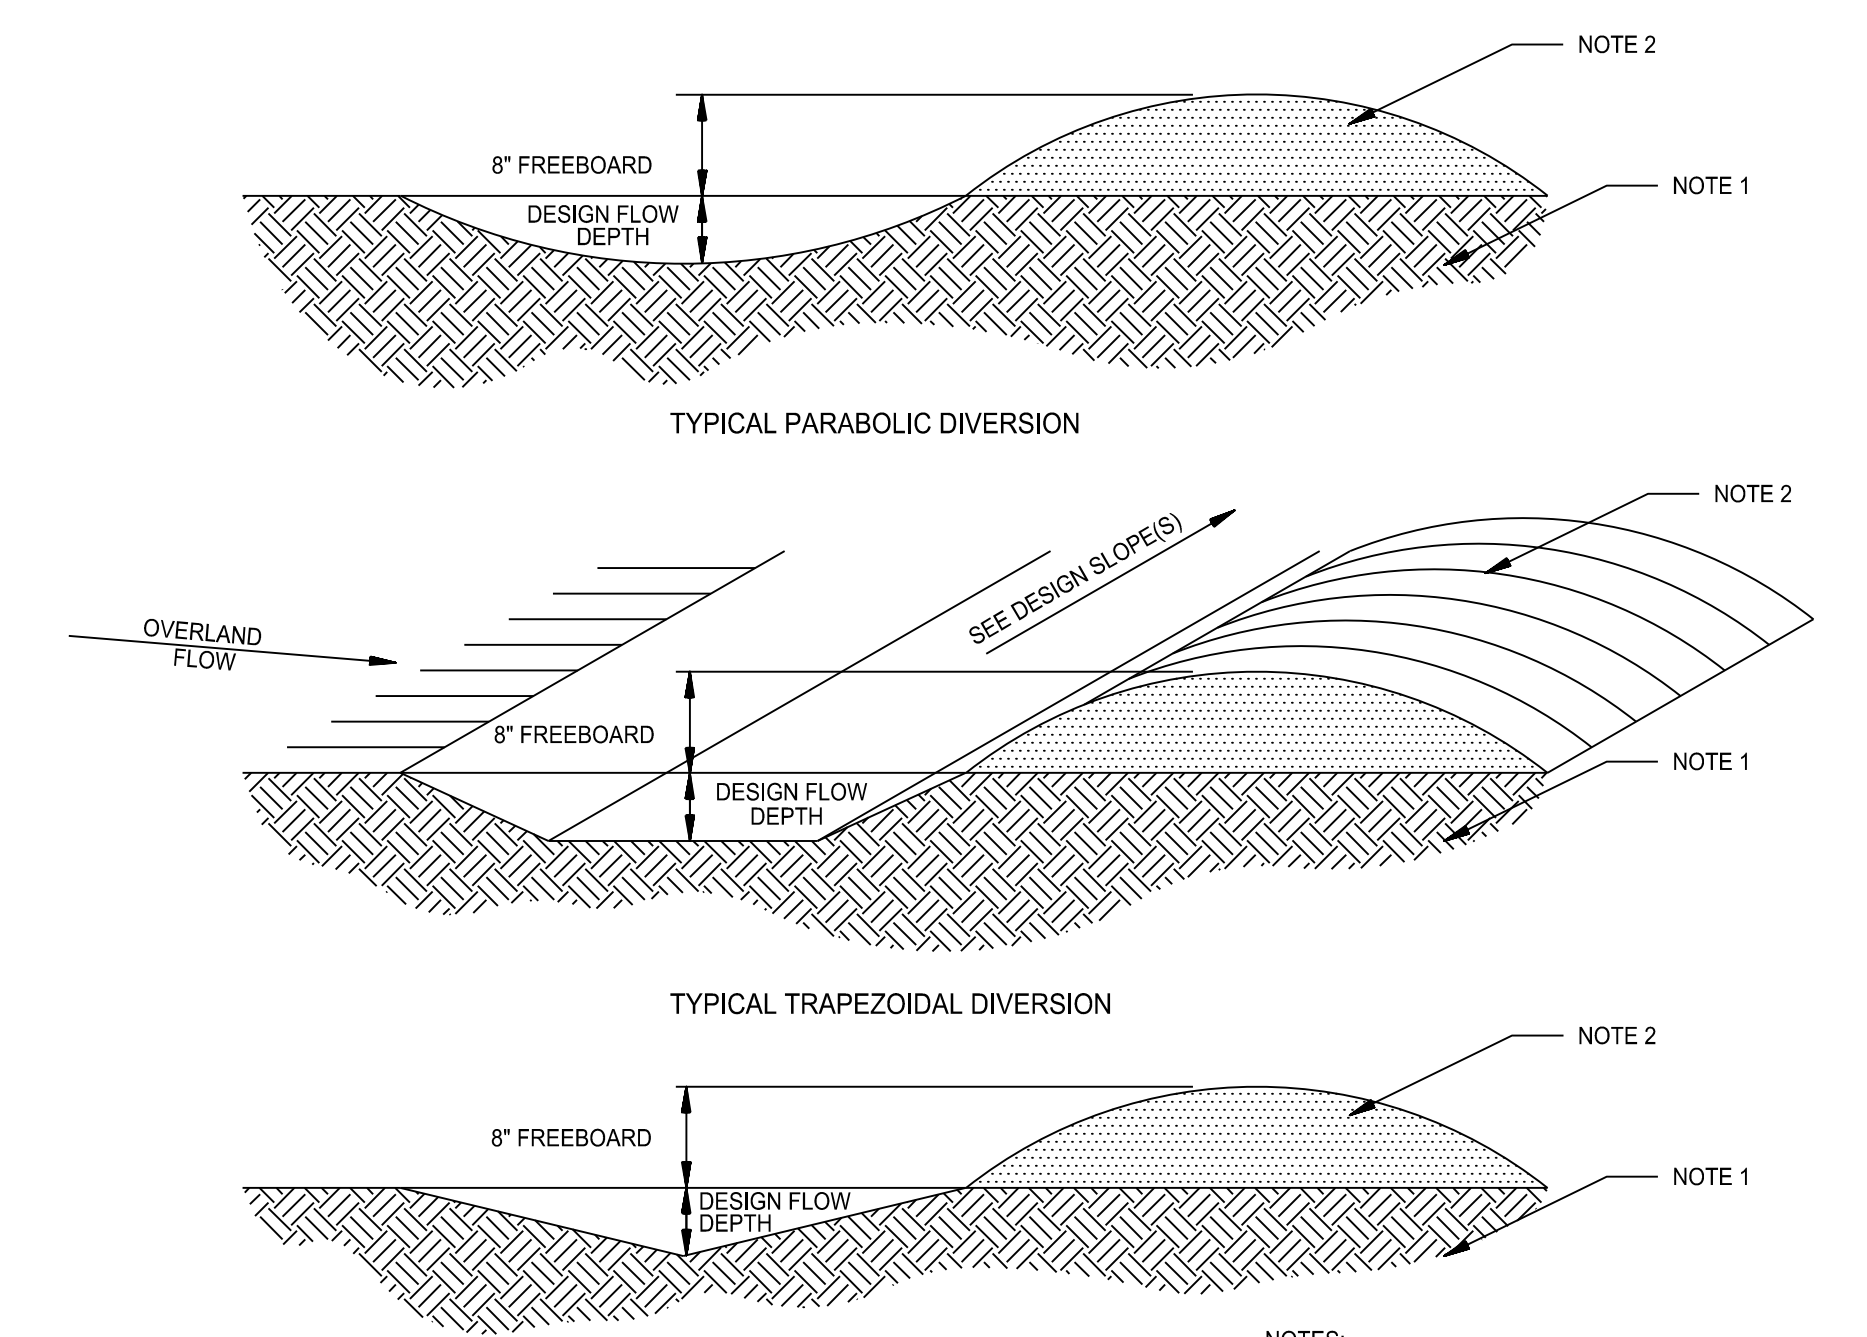 NOTE 2
8" FREEBOARD
NOTE 1
DESIGN FLOW
DEPTH
TYPICAL PARABOLIC DIVERSION
NOTE 2
SEE DESIGN SLOPE(S)
OVERLAND
FLOW
8" FREEBOARD
NOTE 1
DESIGN FLOW
DEPTH
TYPICAL TRAPEZOIDAL DIVERSION
NOTE 2
8" FREEBOARD
NOTE 1
DESIGN FLOW
DEPTH
NOTES: